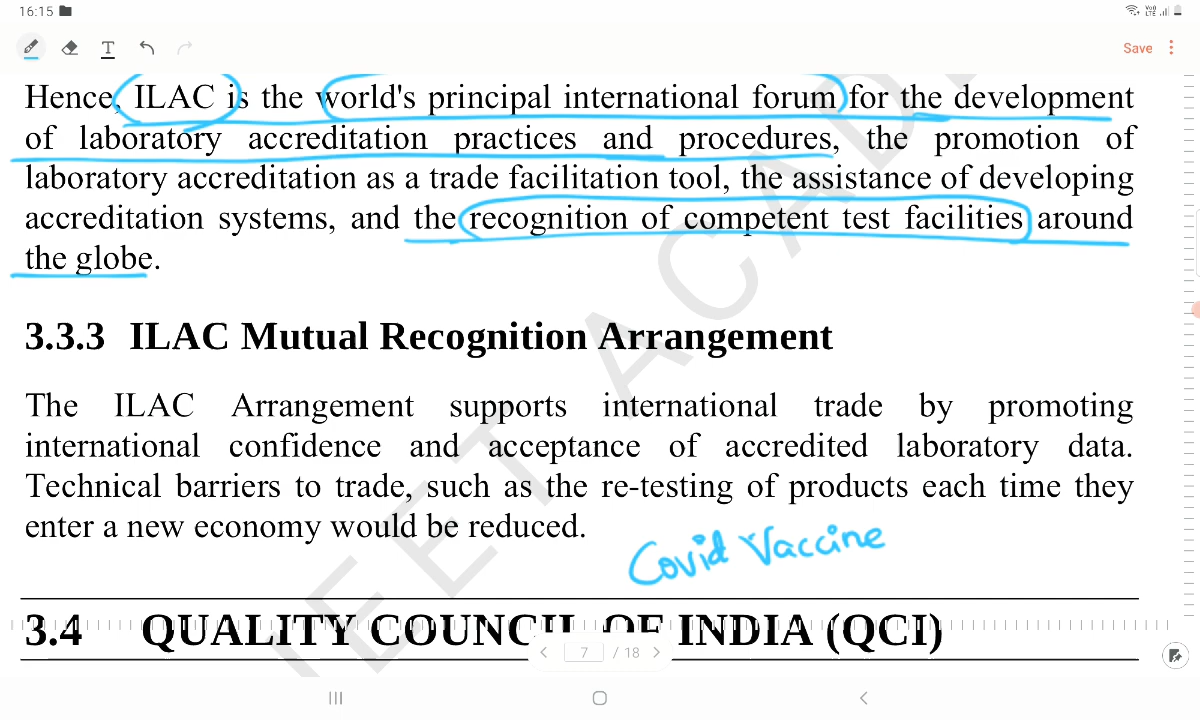 16:15
Save
Hence, ILAC is the world's principal international forum for the development
of laboratory accreditation practices and procedures, the promotion of
laboratory accreditation as a trade facilitation tool, the assistance of developing
accreditation systems, and the recognition of competent test facilities around
the globe.
3.3.3 ILAC Mutual Recognition Arrangement
The ILAC Arrangement supports international trade by promoting
international confidence and acceptance of accredited laboratory data.
Technical barriers to trade, such as the re-testing of products each time they
enter a new economy would be reduced.
Covid Vaccine
3.4 QUALITY COUNCIL OF INDIA (QCI)
7 / 18